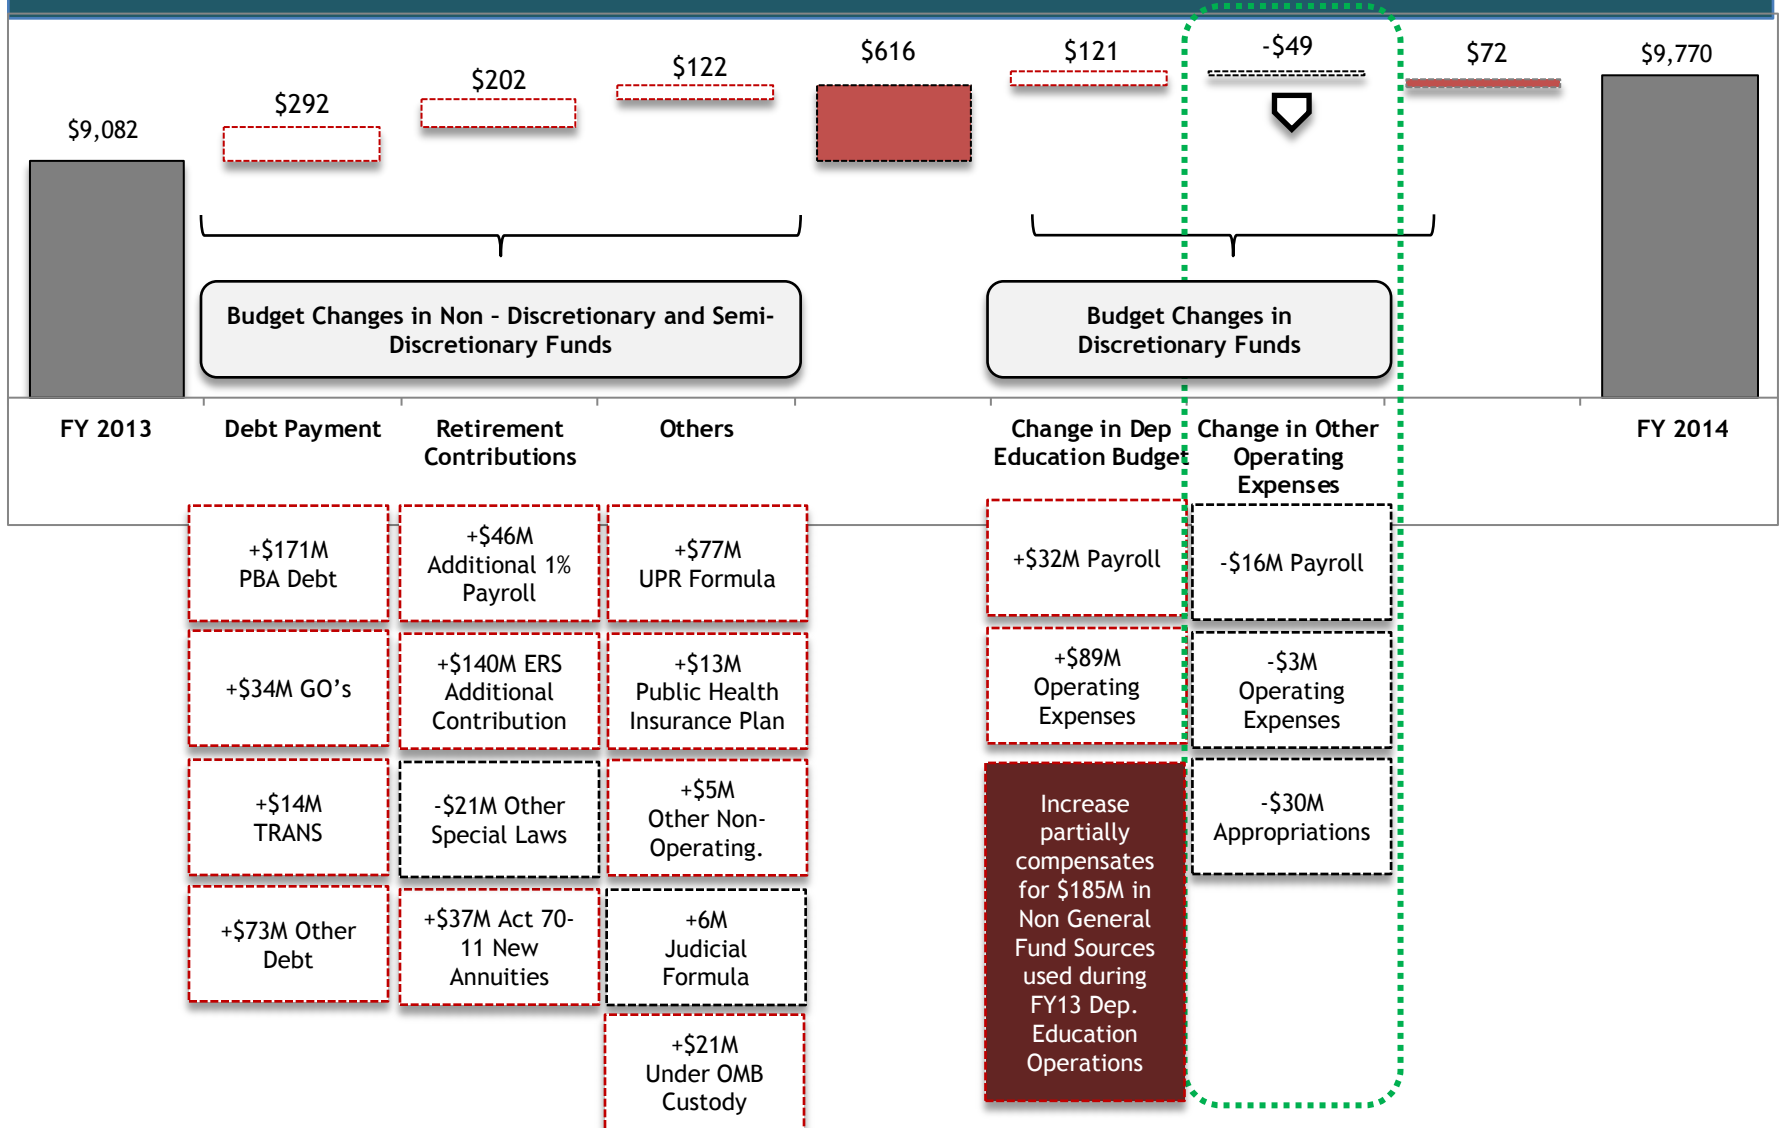 $9,082
$292
$202
$122
$616
$121
-$49
$72
$9,770
Budget Changes in Non – Discretionary and Semi-
Discretionary Funds
Budget Changes in
Discretionary Funds
FY 2013
Debt Payment
Retirement
Contributions
Others
Change in Dep
Education Budget
Change in Other
Operating
Expenses
FY 2014
+$171M
PBA Debt
+$34M GO’s
+$14M
TRANS
+$73M Other
Debt
+$46M
Additional 1%
Payroll
+$140M ERS
Additional
Contribution
-$21M Other
Special Laws
+$37M Act 70-
11 New
Annuities
+$77M
UPR Formula
+$13M
Public Health
Insurance Plan
+$5M
Other Non-
Operating.
+6M
Judicial
Formula
+$21M
Under OMB
Custody
+$32M Payroll
+$89M
Operating
Expenses
Increase
partially
compensates
for $185M in
Non General
Fund Sources
used during
FY13 Dep.
Education
Operations
-$16M Payroll
-$3M
Operating
Expenses
-$30M
Appropriations